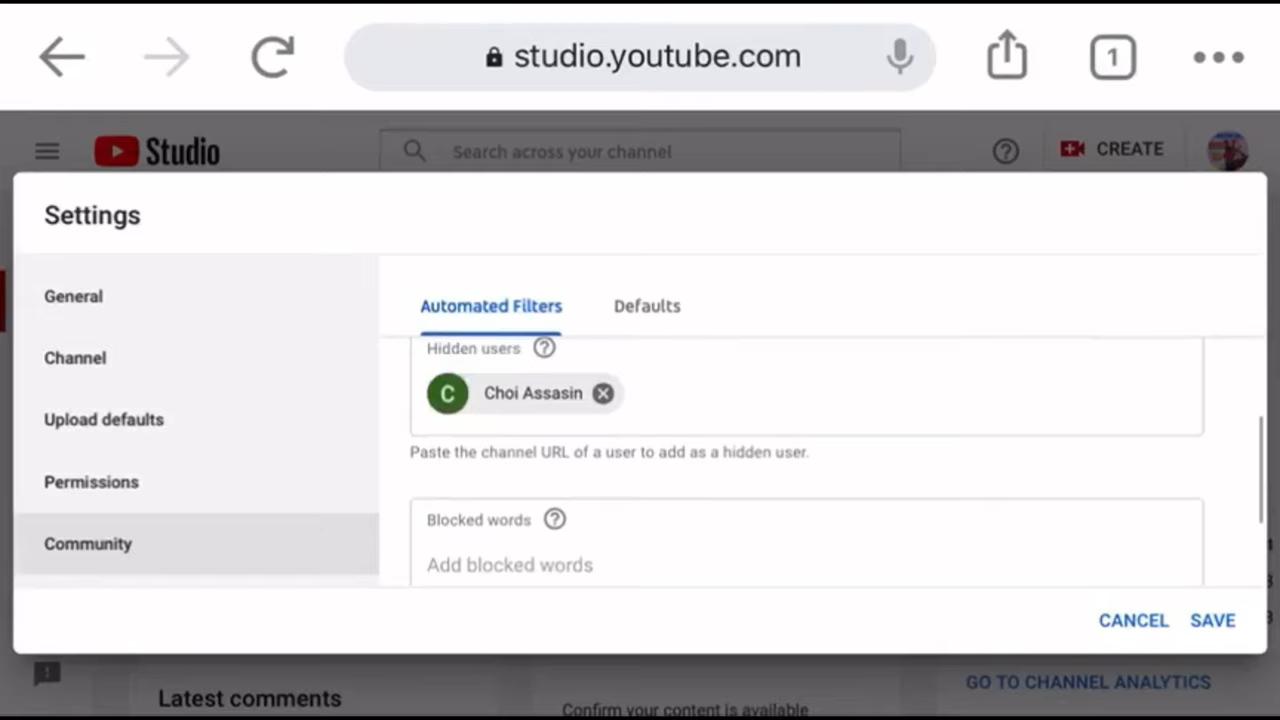 studio.youtube.com
1
Studio
Search across your channel
CREATE
Settings
General
Channel
Upload defaults
Permissions
Community
Automated Filters
Defaults
Hidden users
C
Choi Assasin
Paste the channel URL of a user to add as a hidden user.
Blocked words
Add blocked words
CANCEL
SAVE
Latest comments
Confirm your content is available
GO TO CHANNEL ANALYTICS